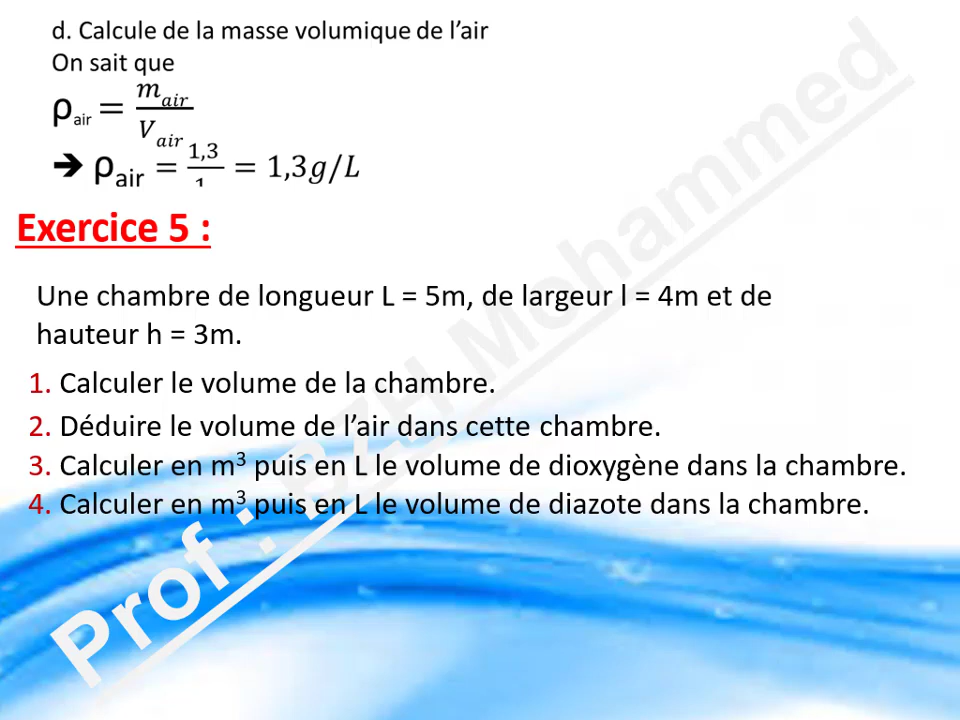 d. Calcule de la masse volumique de l’air
On sait que
ρair = mair / Vair
➔ ρair = 1,3 / 1 = 1,3g/L
Exercice 5 :
Une chambre de longueur L = 5m, de largeur l = 4m et de
hauteur h = 3m.
1. Calculer le volume de la chambre.
2. Déduire le volume de l’air dans cette chambre.
3. Calculer en m³ puis en L le volume de dioxygène dans la chambre.
4. Calculer en m³ puis en L le volume de diazote dans la chambre.
Prof : BZH Mohammed